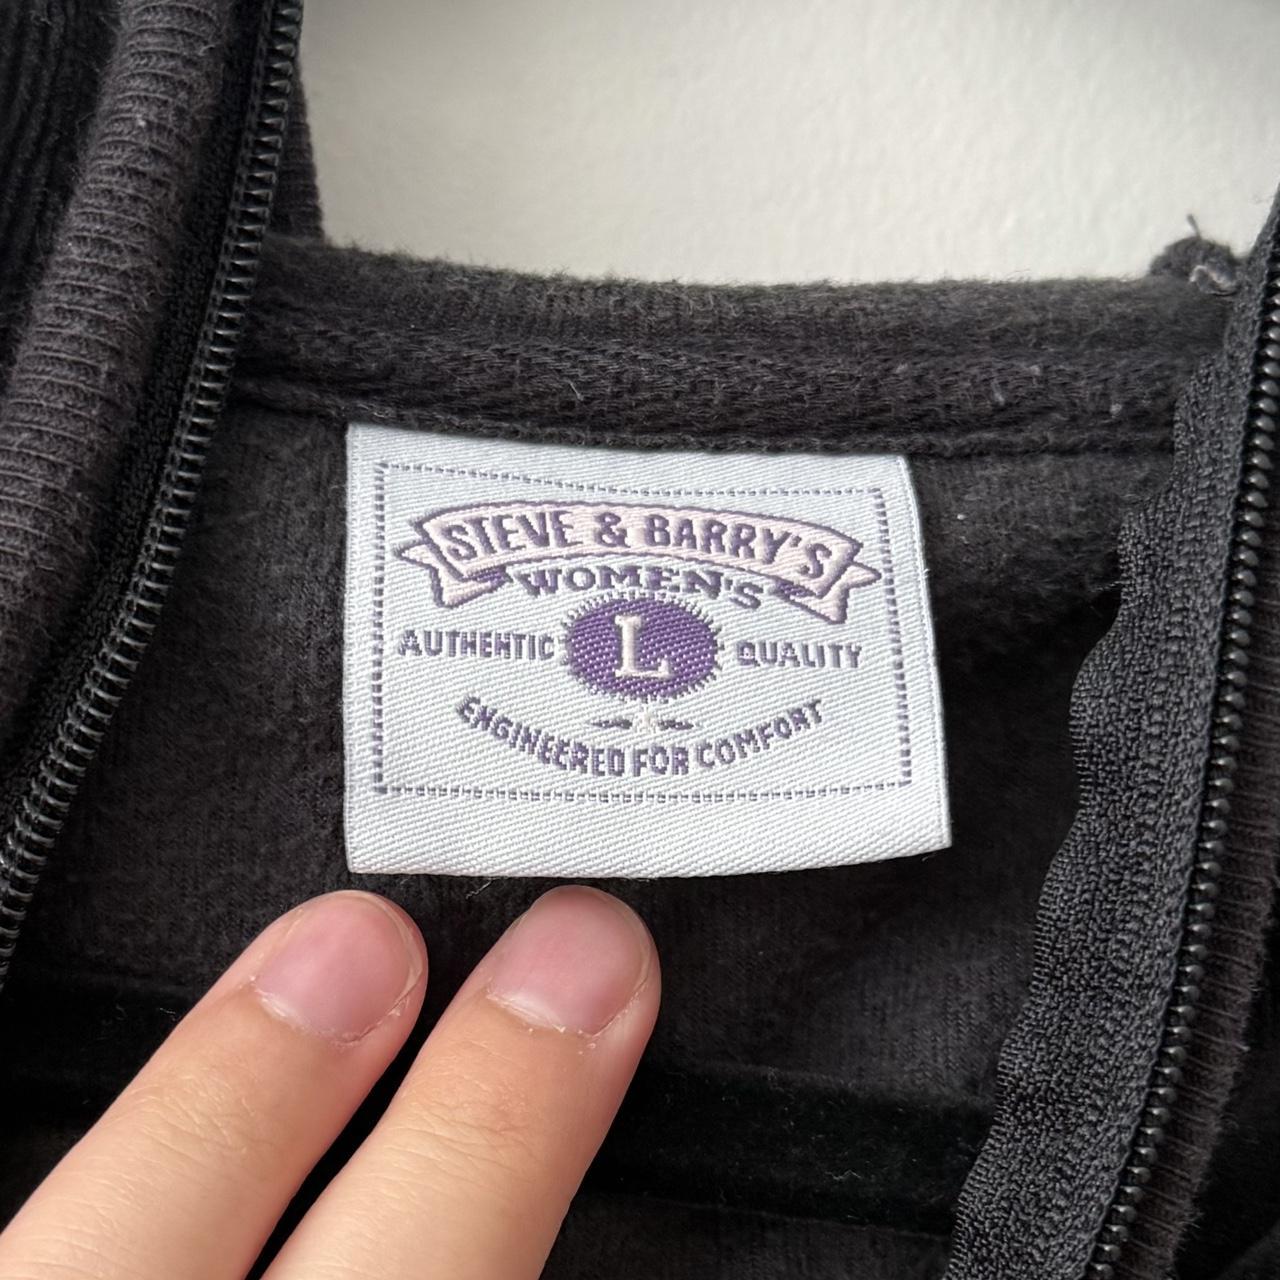 STEVE & BARRY'S
WOMEN'S
AUTHENTIC L QUALITY
ENGINEERED FOR COMFORT